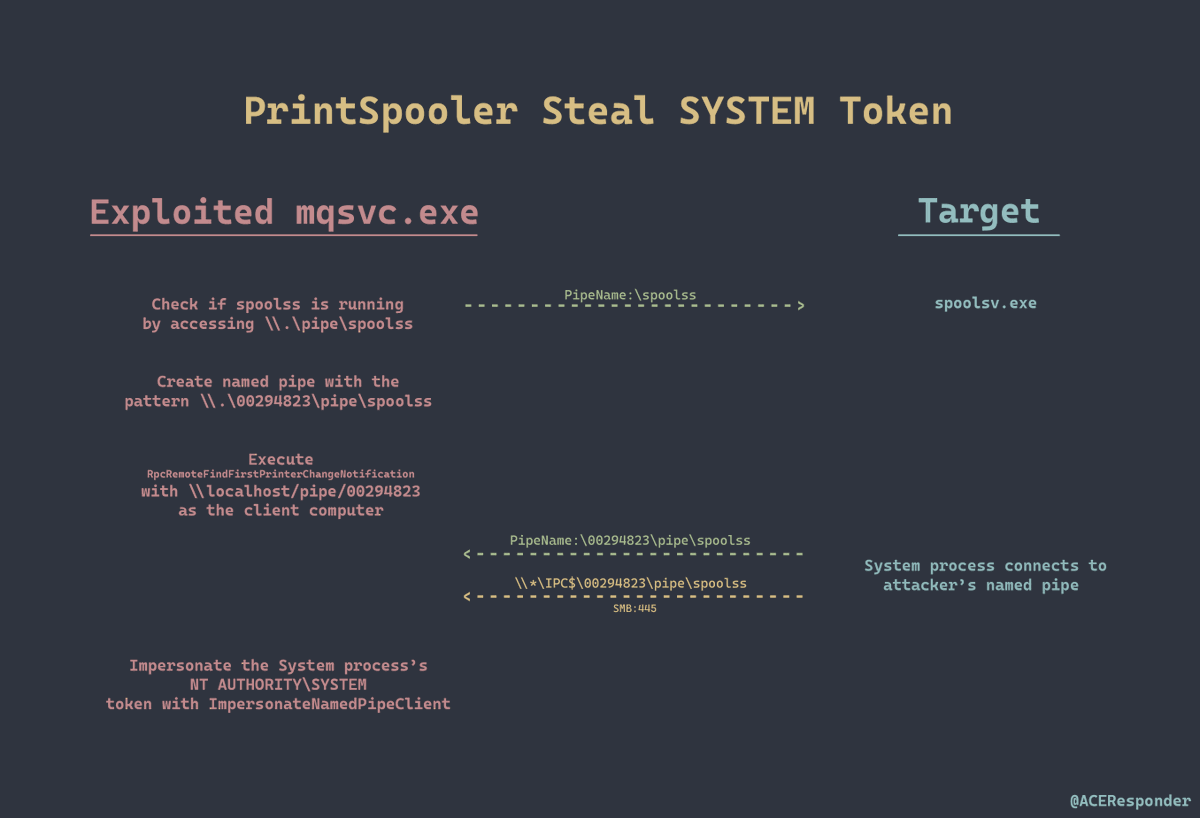 PrintSpooler Steal SYSTEM Token
Exploited mqsvc.exe
Target
Check if spoolss is running
by accessing \\.\pipe\spoolss
PipeName:\spoolss
spoolsv.exe
Create named pipe with the
pattern \\.\00294823\pipe\spoolss
Execute
RpcRemoteFindFirstPrinterChangeNotification
with \\localhost/pipe/00294823
as the client computer
PipeName:\00294823\pipe\spoolss
\\*\IPC$\00294823\pipe\spoolss
SMB:445
System process connects to
attacker’s named pipe
Impersonate the System process’s
NT AUTHORITY\SYSTEM
token with ImpersonateNamedPipeClient
@ACEResponder